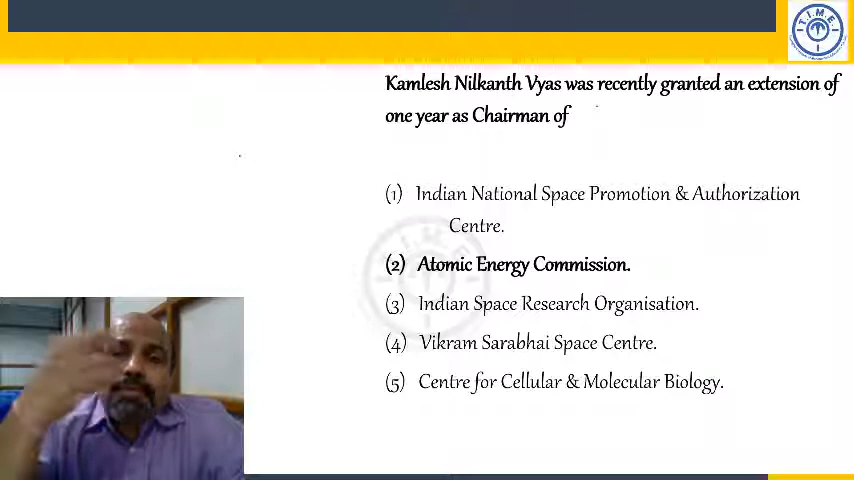 T.I.M.E.
Kamlesh Nilkanth Vyas was recently granted an extension of
one year as Chairman of
(1) Indian National Space Promotion & Authorization
Centre.
(2) Atomic Energy Commission.
(3) Indian Space Research Organisation.
(4) Vikram Sarabhai Space Centre.
(5) Centre for Cellular & Molecular Biology.